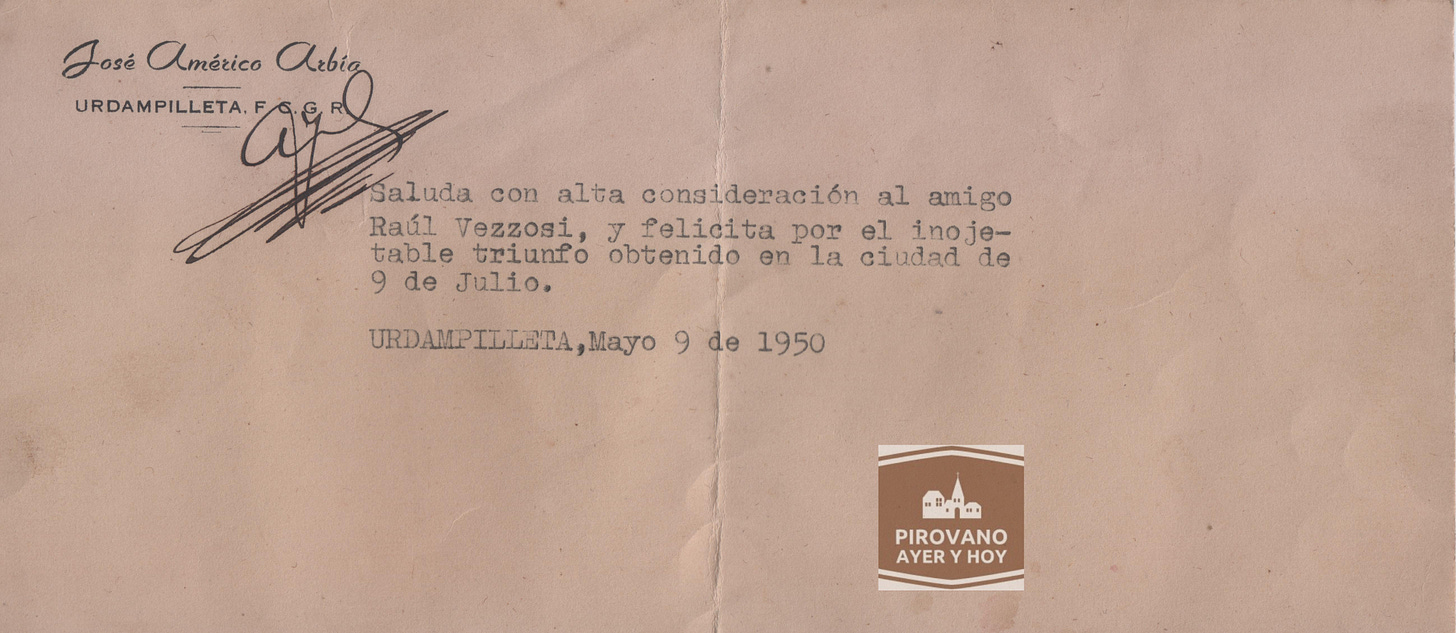 José Américo Arbía
URDAMPILLETA. F. C. G. R.
Saluda con alta consideración al amigo
Raúl Vezzosi, y felicita por el inoje-
table triunfo obtenido en la ciudad de
9 de Julio.
URDAMPILLETA,Mayo 9 de 1950
PIROVANO
AYER Y HOY